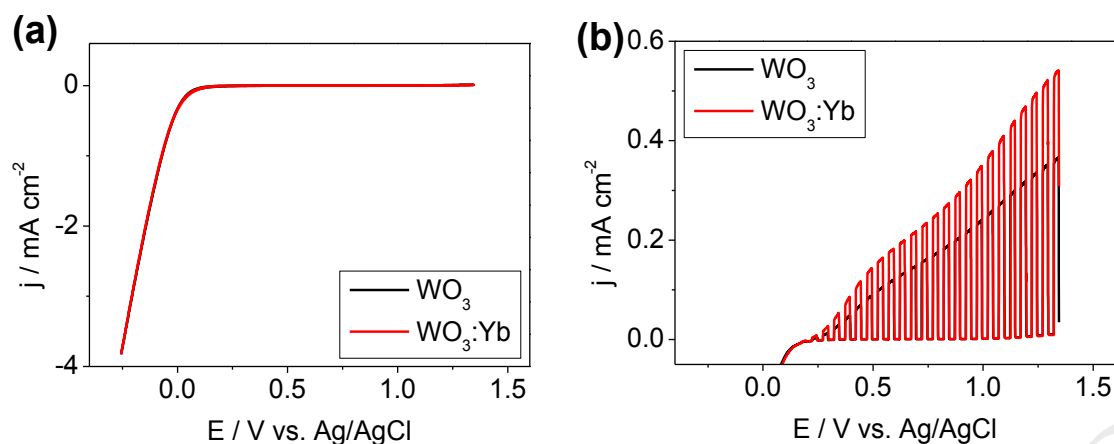 (a)
0
-2
-4
j / mA cm⁻²
WO₃
WO₃:Yb
0.0 0.5 1.0 1.5
E / V vs. Ag/AgCl
(b)
0.6
0.4
0.2
0.0
j / mA cm⁻²
WO₃
WO₃:Yb
0.0 0.5 1.0 1.5
E / V vs. Ag/AgCl